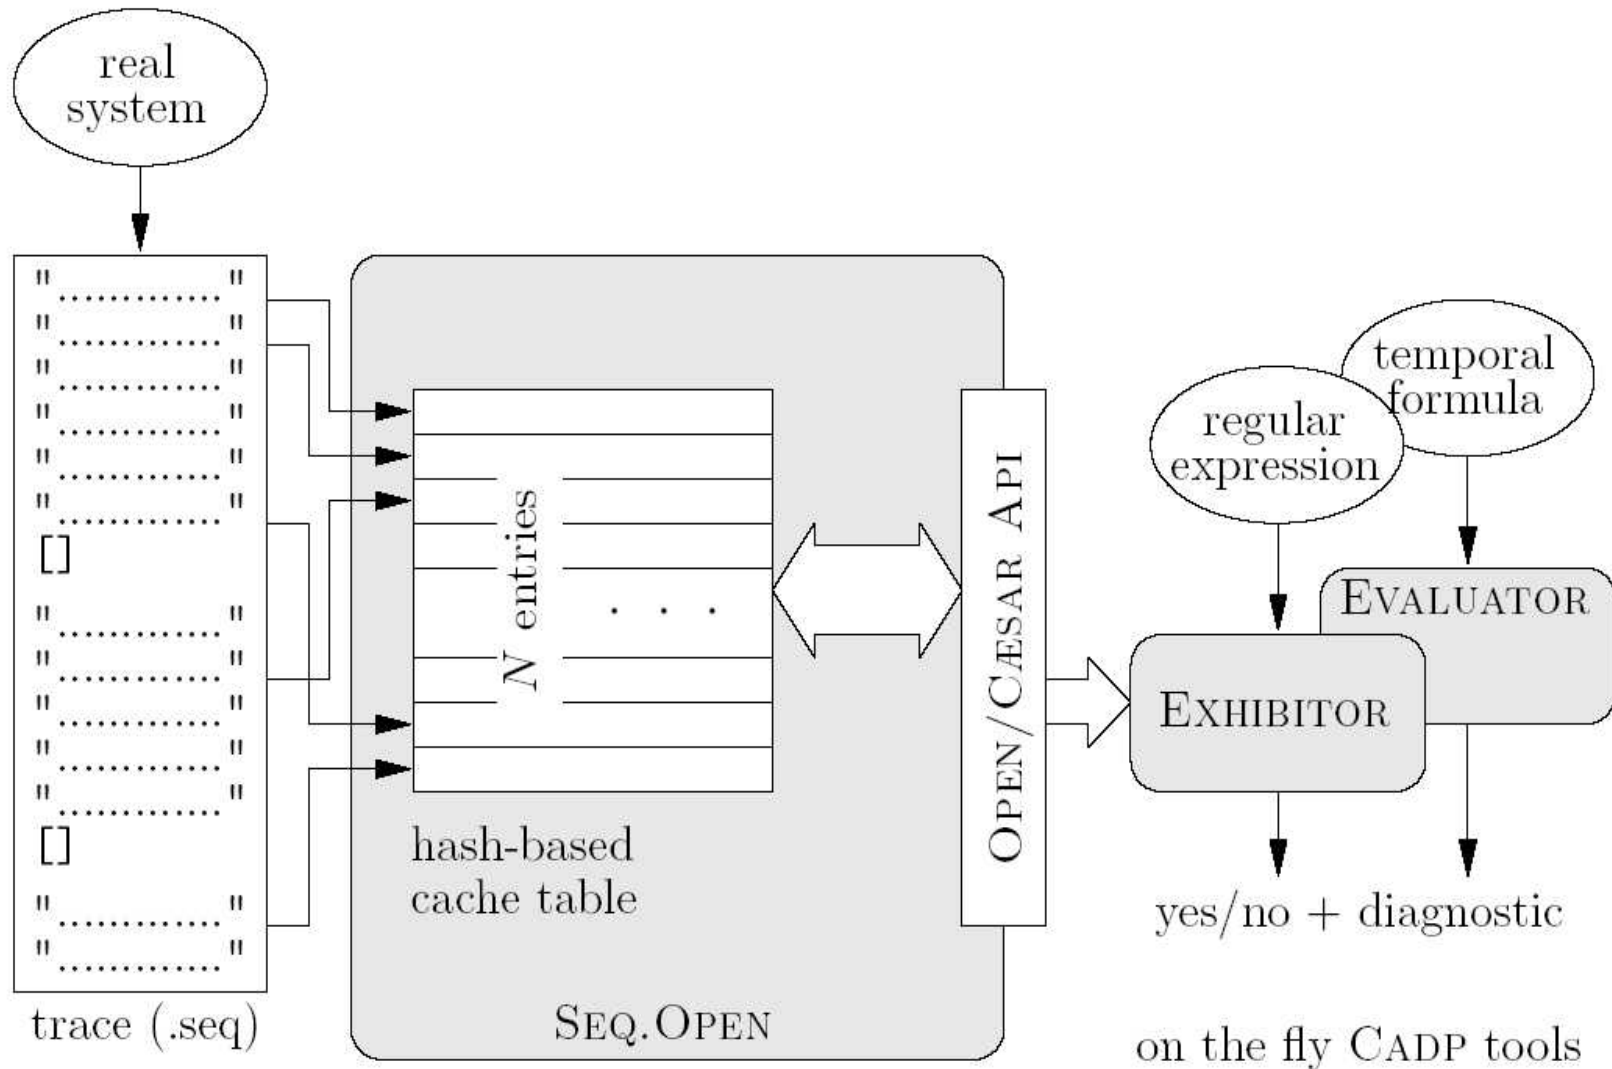 real
system
"............."
"............."
"............."
"............."
"............."
"............."
[]
"............."
"............."
"............."
"............."
"............."
[]
"............."
"............."
trace (.seq)
N entries
. . .
hash-based
cache table
SEQ.OPEN
OPEN/CÆSAR API
temporal
formula
regular
expression
EVALUATOR
EXHIBITOR
yes/no + diagnostic
on the fly CADP tools